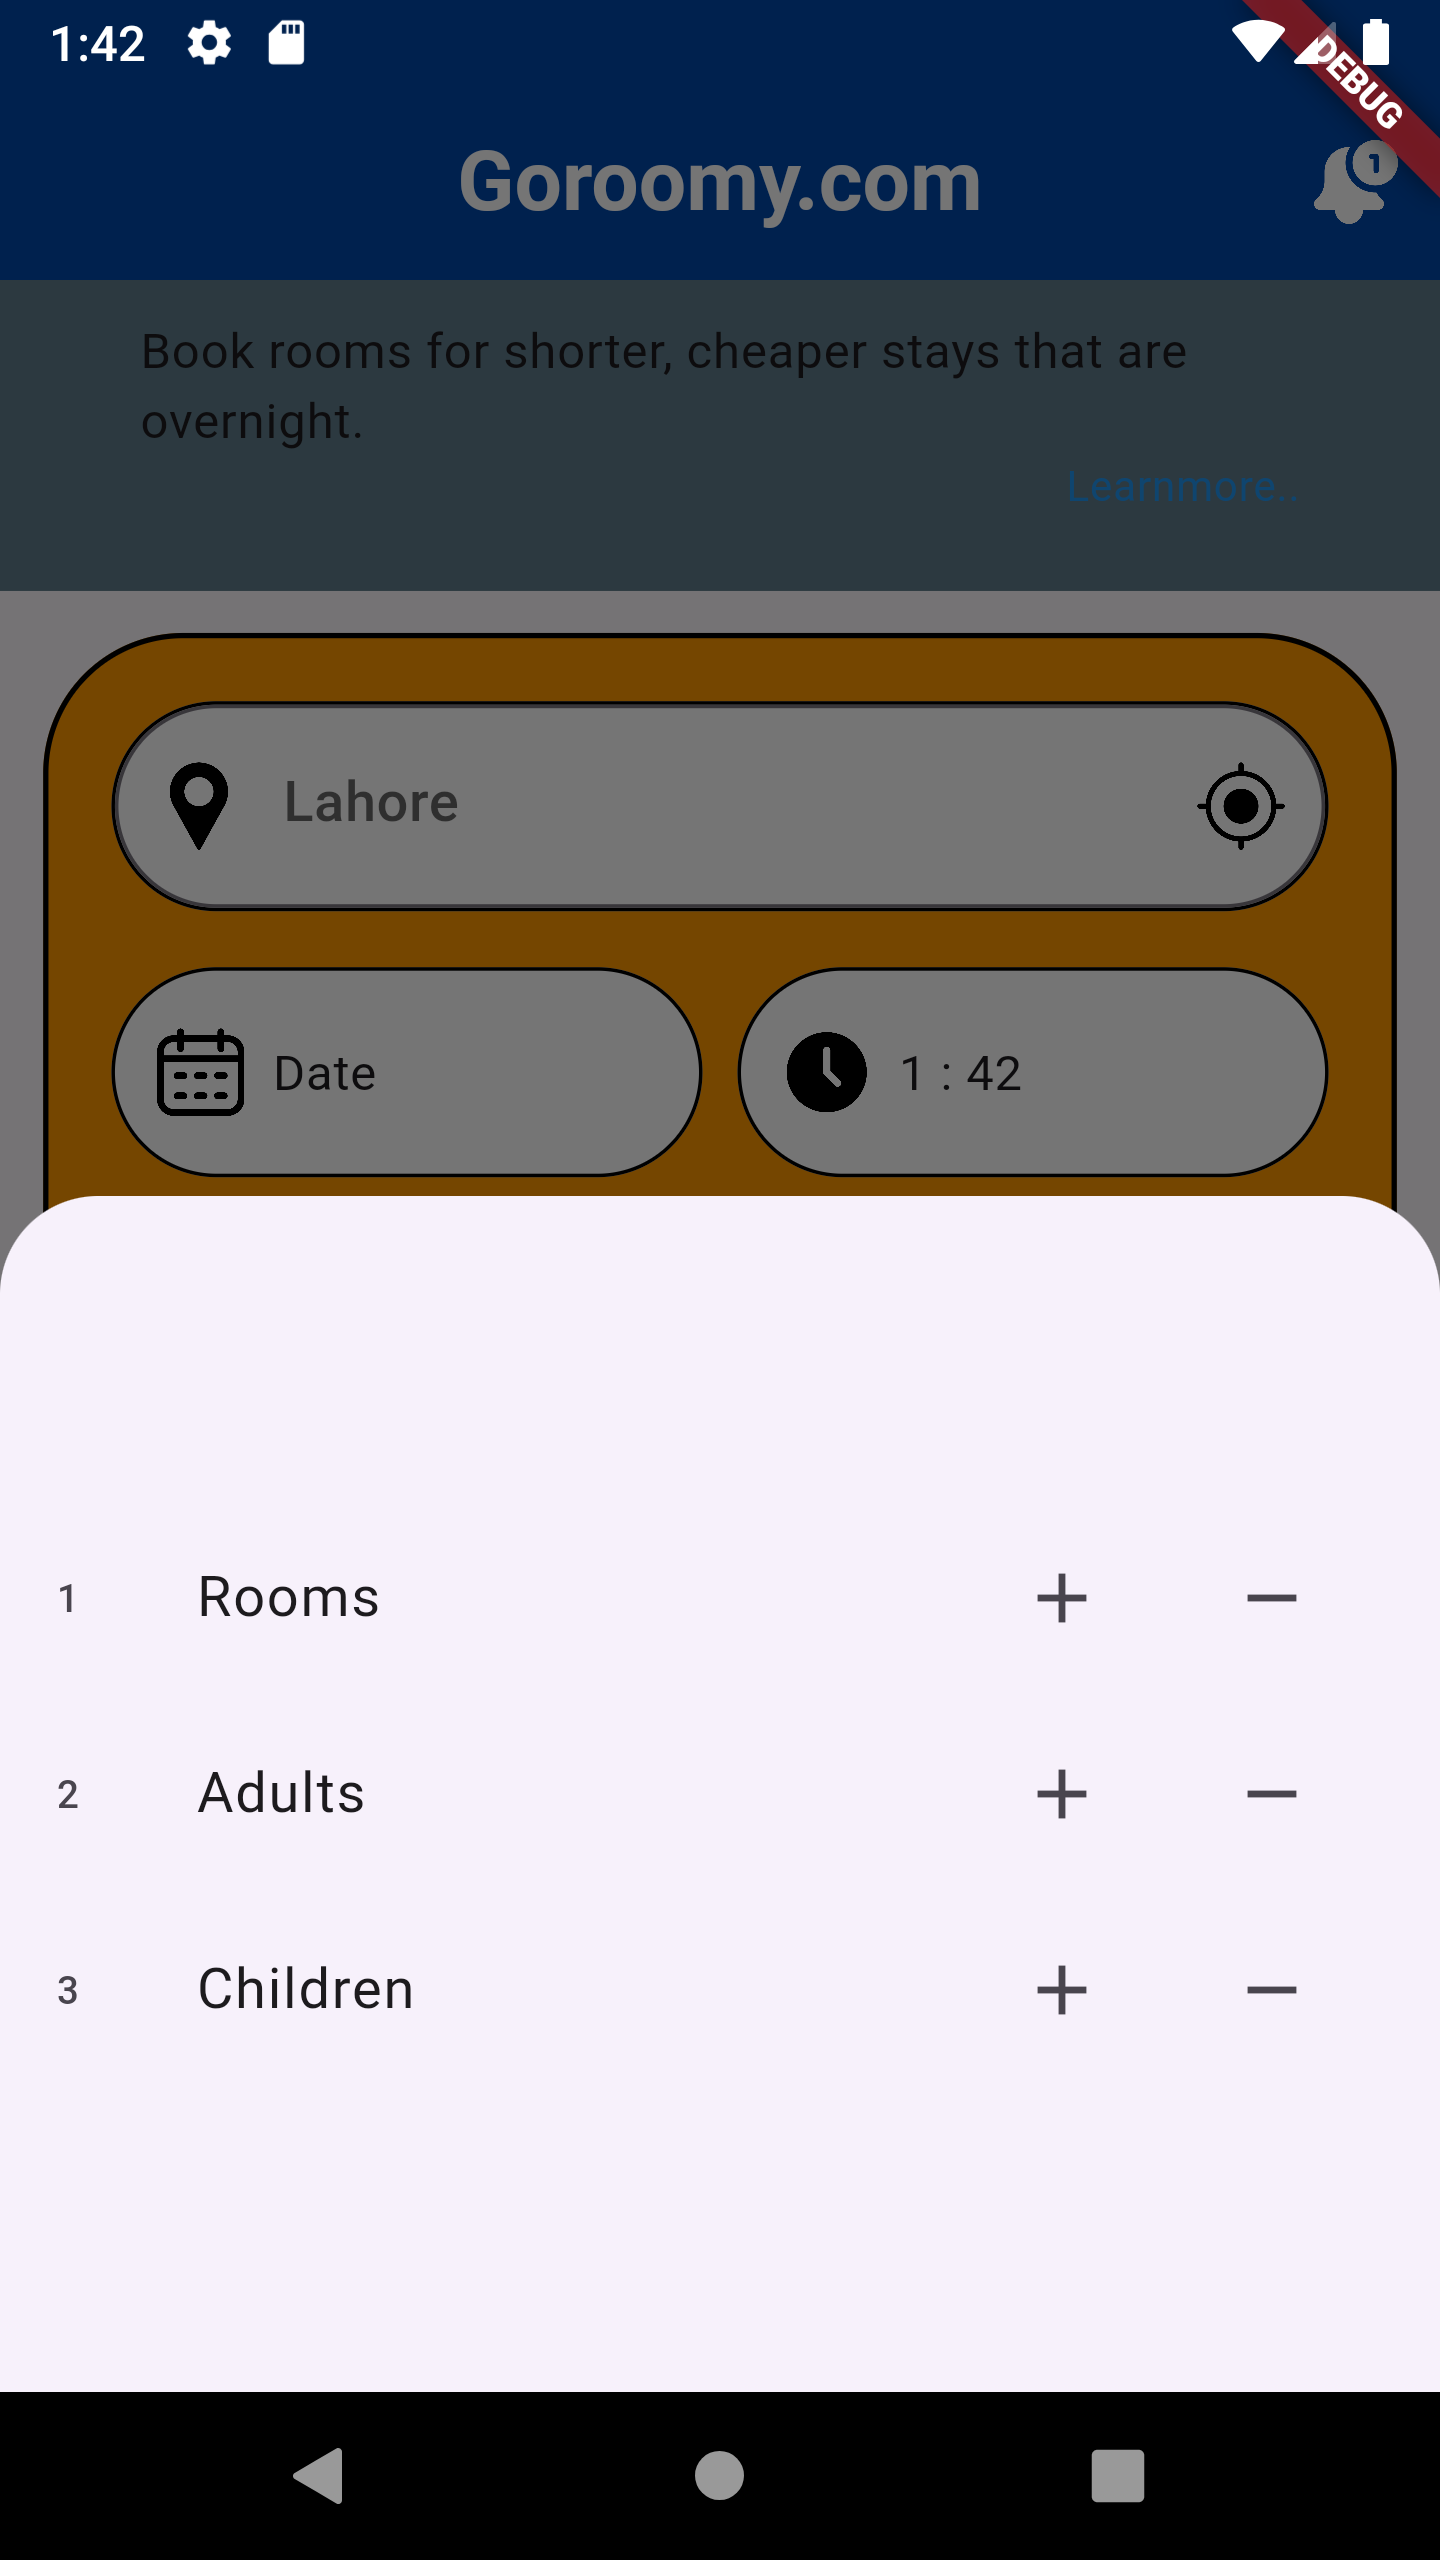 1:42
DEBUG
Goroomy.com
1
Book rooms for shorter, cheaper stays that are
overnight.
Learnmore..
Lahore
Date
1 : 42
1 Rooms
2 Adults
3 Children